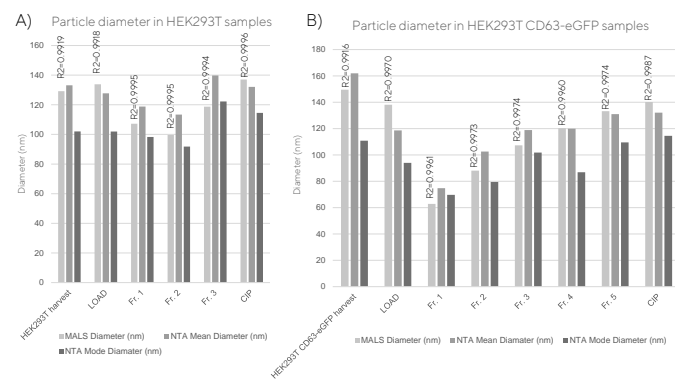 A)
Particle diameter in HEK293T samples
Diameter (nm)
160
140
120
100
80
60
40
20
0
R2=0.9919
R2=0.9918
R2=0.9995
R2=0.9995
R2=0.9994
R2=0.9996
HEK293T harvest
LOAD
Fr. 1
Fr. 2
Fr. 3
CIP
MALS Diameter (nm)
NTA Mean Diamater (nm)
NTA Mode Diamater (nm)
B)
Particle diameter in HEK293T CD63-eGFP samples
Diameter (nm)
180
160
140
120
100
80
60
40
20
0
R2=0.9916
R2=0.9970
R2=0.9961
R2=0.9973
R2=0.9974
R2=0.9960
R2=0.9974
R2=0.9987
HEK293T CD63-eGFP harvest
LOAD
Fr. 1
Fr. 2
Fr. 3
Fr. 4
Fr. 5
CIP
MALS Diameter (nm)
NTA Mean Diamater (nm)
NTA Mode Diamater (nm)